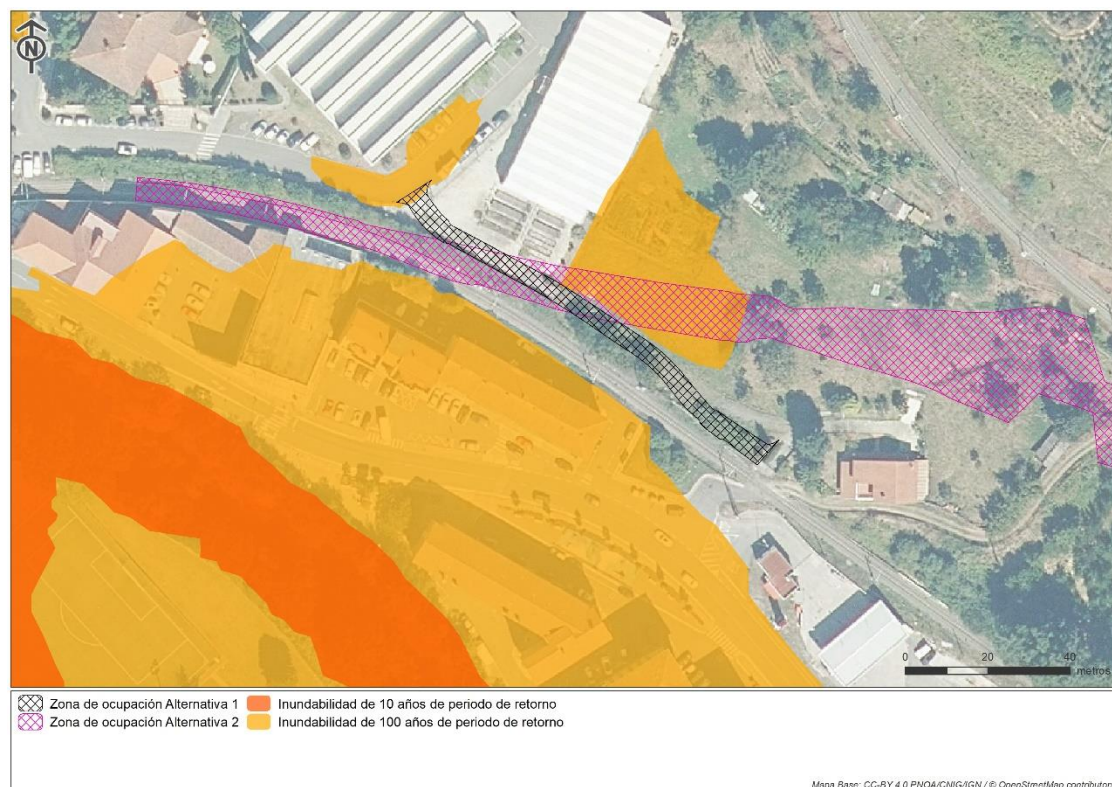 N
0 20 40
metros
Zona de ocupación Alternativa 1 Inundabilidad de 10 años de periodo de retorno
Zona de ocupación Alternativa 2 Inundabilidad de 100 años de periodo de retorno
Mapa Base: CC-BY 4.0 PNOA/CNIG/IGN / © OpenStreetMap contributors